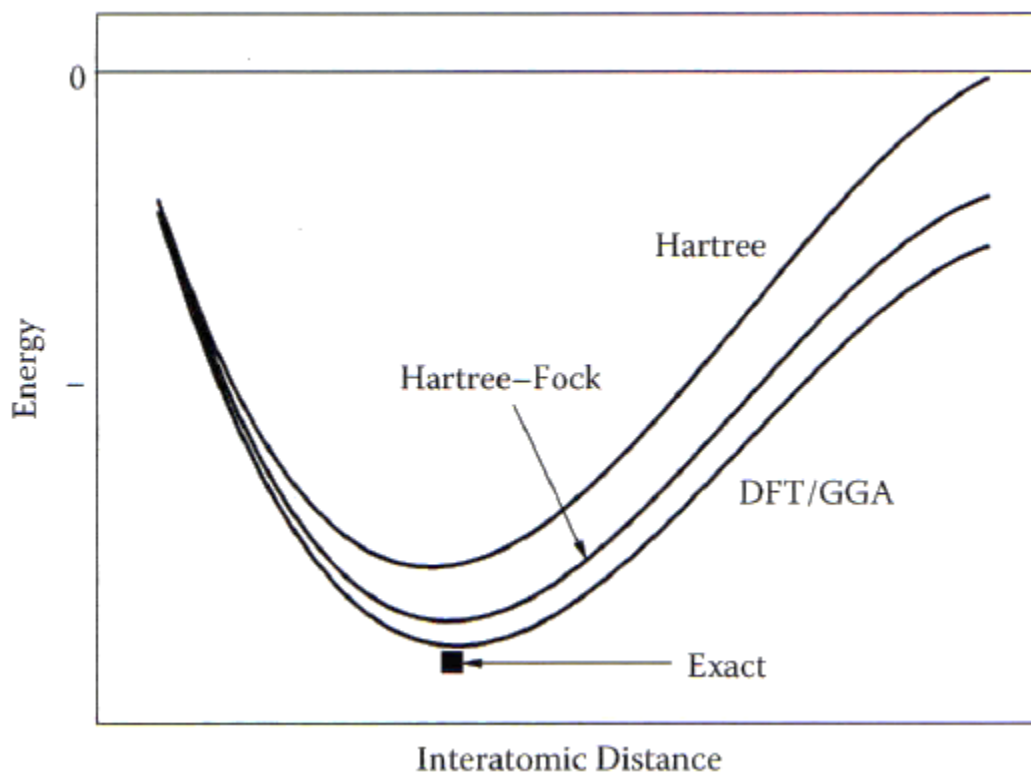 0
Hartree
Hartree–Fock
Energy
–
DFT/GGA
Exact
Interatomic Distance